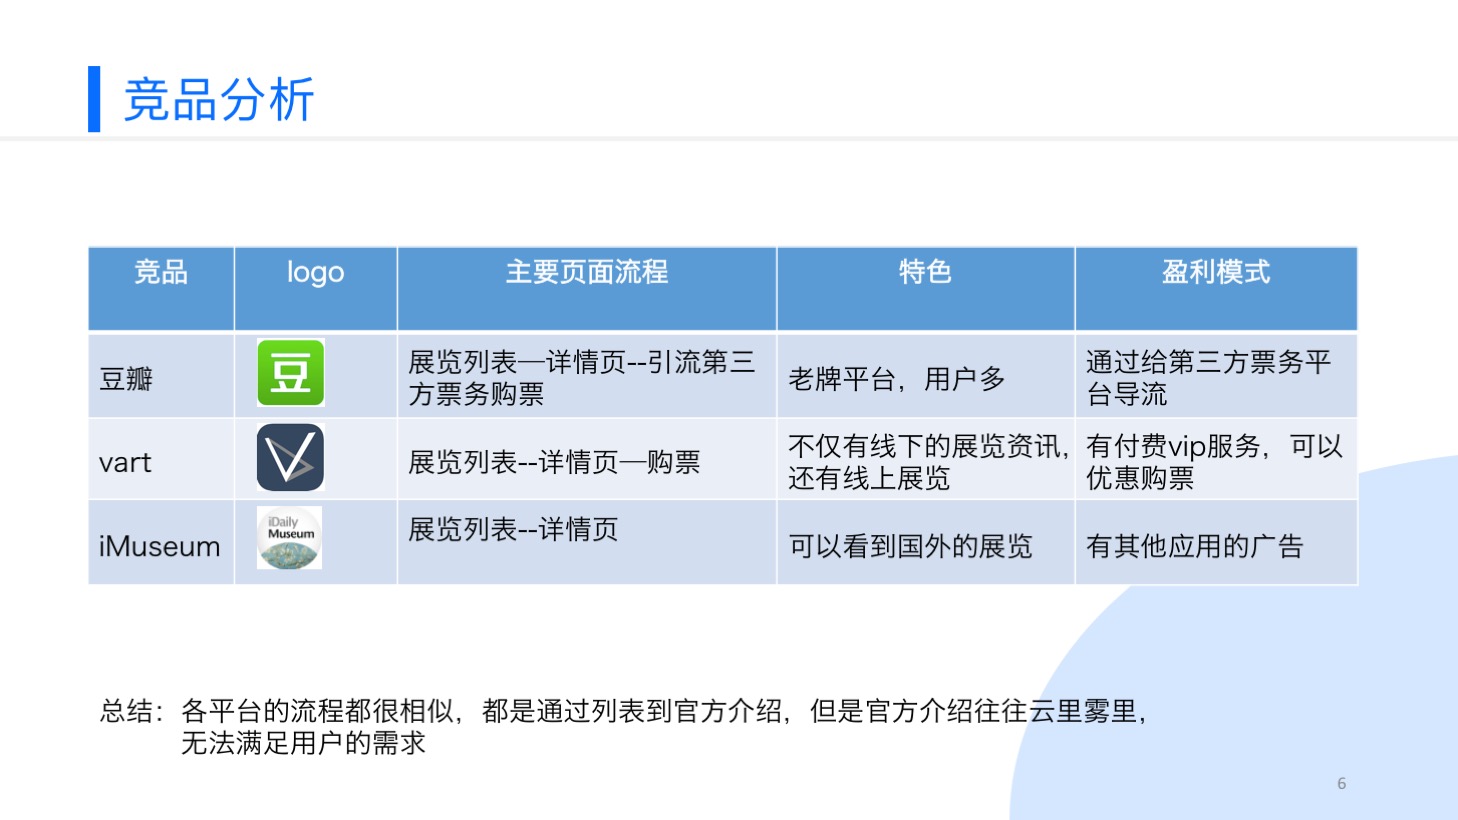 竞品分析
竞品 logo 主要页面流程 特色 盈利模式
豆瓣
豆
展览列表—详情页--引流第三
方票务购票
老牌平台，用户多
通过给第三方票务平
台导流
vart
展览列表--详情页—购票
不仅有线下的展览资讯，
还有线上展览
有付费vip服务，可以
优惠购票
iMuseum
iDaily
Museum
展览列表--详情页
可以看到国外的展览
有其他应用的广告
总结：各平台的流程都很相似，都是通过列表到官方介绍，但是官方介绍往往云里雾里，
无法满足用户的需求
6